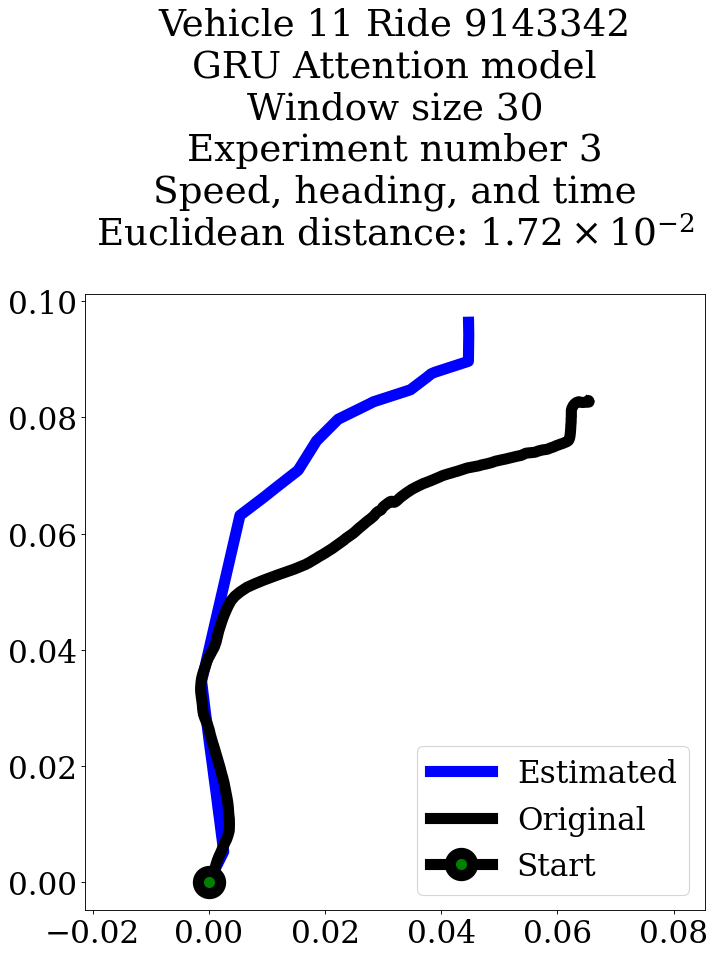 Vehicle 11 Ride 9143342
GRU Attention model
Window size 30
Experiment number 3
Speed, heading, and time
Euclidean distance: 1.72 × 10⁻²
0.10
0.08
0.06
0.04
0.02
0.00
Estimated
Original
Start
−0.02 0.00 0.02 0.04 0.06 0.08